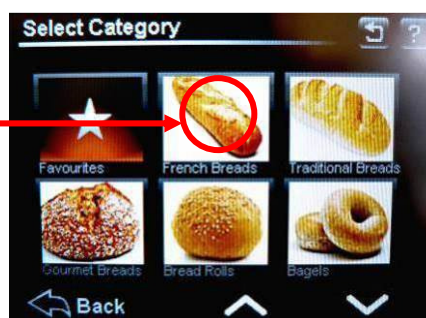 Select Category
?
Favourites
French Breads
Traditional Breads
Gourmet Breads
Bread Rolls
Bagels
Back